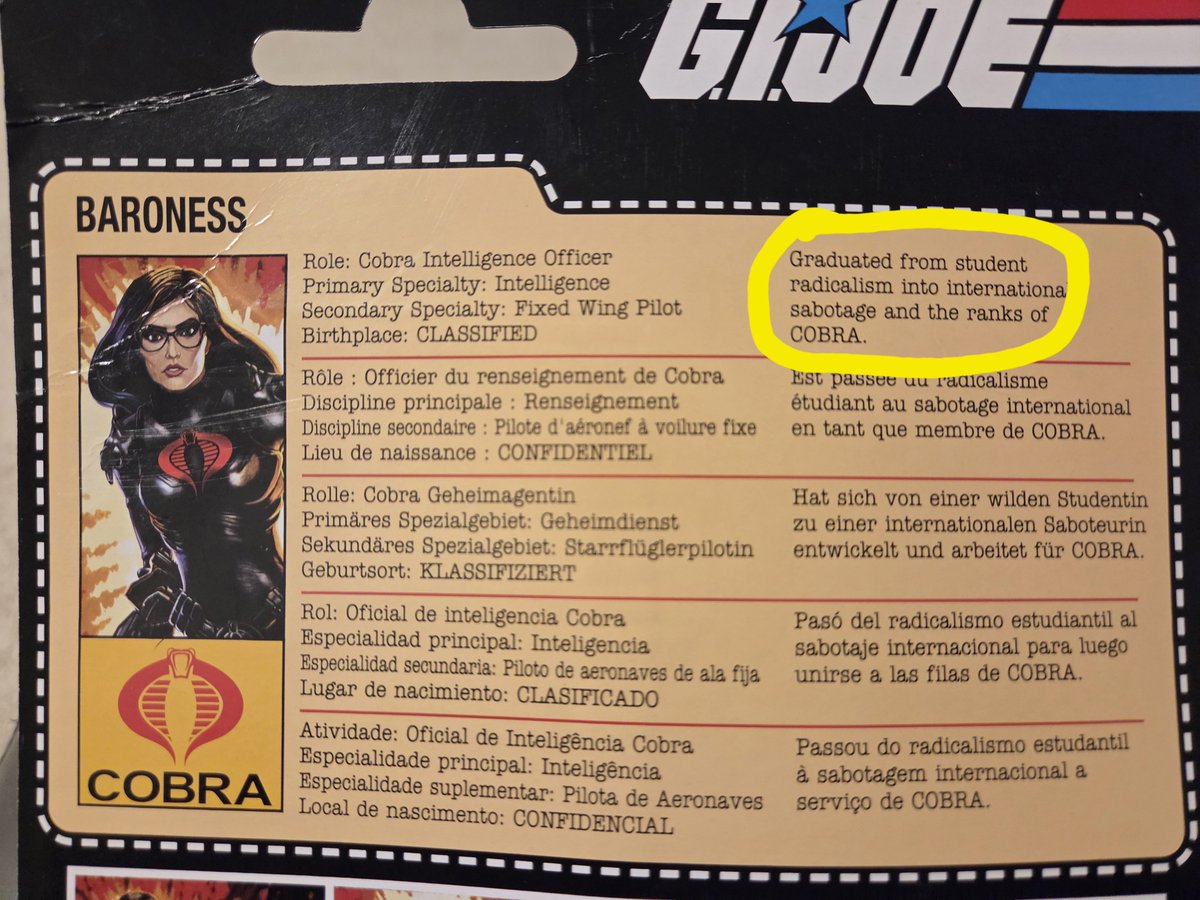 G.I.JOE
BARONESS
Role: Cobra Intelligence Officer
Primary Specialty: Intelligence
Secondary Specialty: Fixed Wing Pilot
Birthplace: CLASSIFIED
Graduated from student
radicalism into international
sabotage and the ranks of
COBRA.
Rôle : Officier du renseignement de Cobra
Discipline principale : Renseignement
Discipline secondaire : Pilote d'aéronef à voilure fixe
Lieu de naissance : CONFIDENTIEL
Est passée du radicalisme
étudiant au sabotage international
en tant que membre de COBRA.
Rolle: Cobra Geheimagentin
Primäres Spezialgebiet: Geheimdienst
Sekundäres Spezialgebiet: Starrflüglerpilotin
Geburtsort: KLASSIFIZIERT
Hat sich von einer wilden Studentin
zu einer internationalen Saboteurin
entwickelt und arbeitet für COBRA.
Rol: Oficial de inteligencia Cobra
Especialidad principal: Inteligencia
Especialidad secundaria: Piloto de aeronaves de ala fija
Lugar de nacimiento: CLASIFICADO
Pasó del radicalismo estudiantil al
sabotaje internacional para luego
unirse a las filas de COBRA.
Atividade: Oficial de Inteligência Cobra
Especialidade principal: Inteligência
Especialidade suplementar: Pilota de Aeronaves
Local de nascimento: CONFIDENCIAL
Passou do radicalismo estudantil
à sabotagem internacional a
serviço de COBRA.
COBRA